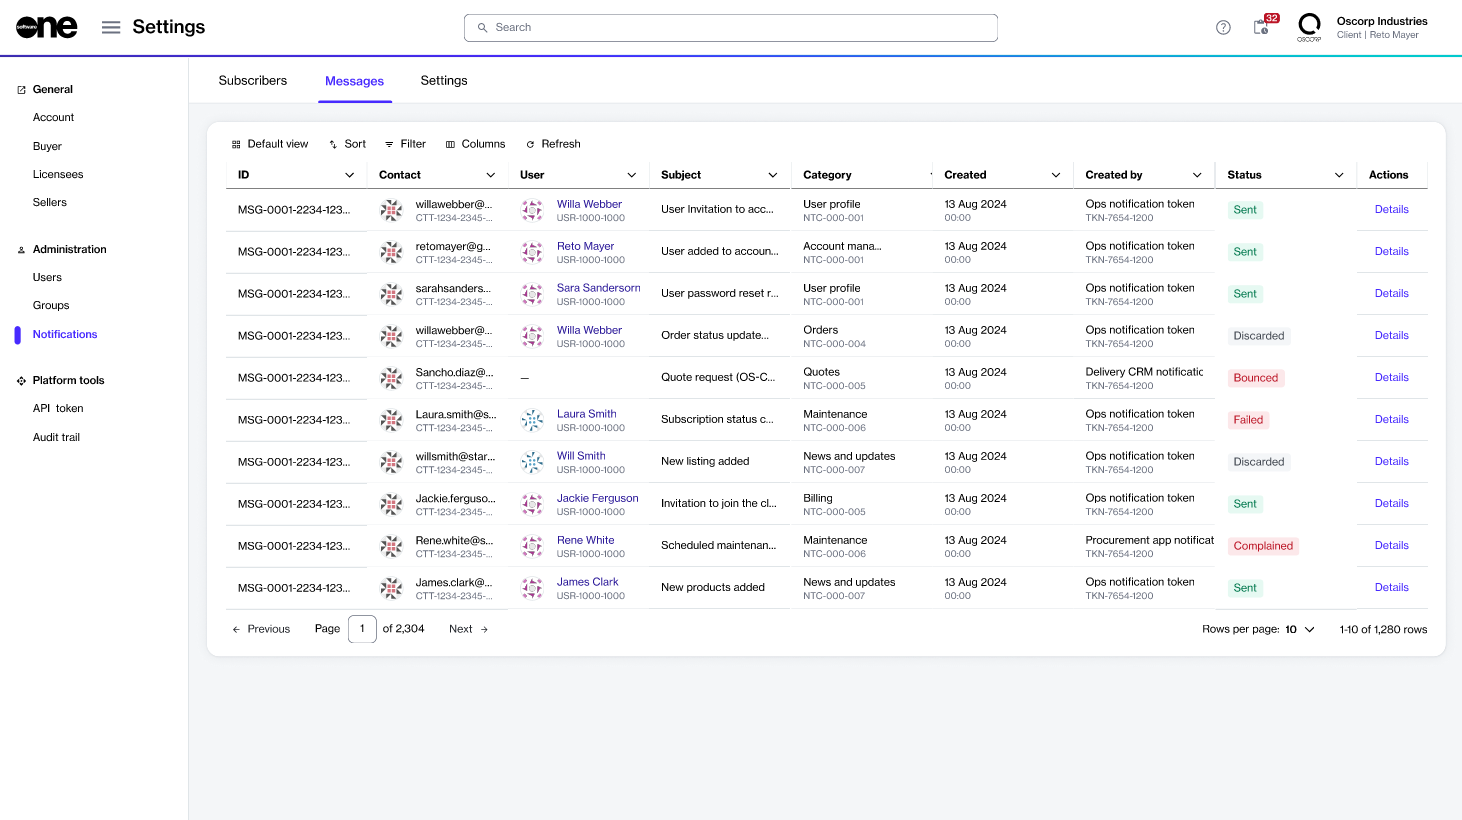 software one
Settings
Search
32
OSCORP
Oscorp Industries
Client | Reto Mayer
General
Account
Buyer
Licensees
Sellers
Administration
Users
Groups
Notifications
Platform tools
API token
Audit trail
Subscribers Messages Settings
Default view Sort Filter Columns Refresh
ID Contact User Subject Category Created Created by Status Actions
MSG-0001-2234-123... willawebber@... Willa Webber User Invitation to acc... User profile 13 Aug 2024 Ops notification token Sent Details
CTT-1234-2345-... USR-1000-1000 NTC-000-001 00:00 TKN-7654-1200
MSG-0001-2234-123... retomayer@g... Reto Mayer User added to accoun... Account mana... 13 Aug 2024 Ops notification token Sent Details
CTT-1234-2345-... USR-1000-1000 NTC-000-001 00:00 TKN-7654-1200
MSG-0001-2234-123... sarahsanders... Sara Sandersorn User password reset r... User profile 13 Aug 2024 Ops notification token Sent Details
CTT-1234-2345-... USR-1000-1000 NTC-000-001 00:00 TKN-7654-1200
MSG-0001-2234-123... willawebber@... Willa Webber Order status update... Orders 13 Aug 2024 Ops notification token Discarded Details
CTT-1234-2345-... USR-1000-1000 NTC-000-004 00:00 TKN-7654-1200
MSG-0001-2234-123... Sancho.diaz@... — Quote request (OS-C... Quotes 13 Aug 2024 Delivery CRM notificatic Bounced Details
CTT-1234-2345-... NTC-000-005 00:00 TKN-7654-1200
MSG-0001-2234-123... Laura.smith@s... Laura Smith Subscription status c... Maintenance 13 Aug 2024 Ops notification token Failed Details
CTT-1234-2345-... USR-1000-1000 NTC-000-006 00:00 TKN-7654-1200
MSG-0001-2234-123... willsmith@star... Will Smith New listing added News and updates 13 Aug 2024 Ops notification token Discarded Details
CTT-1234-2345-... USR-1000-1000 NTC-000-007 00:00 TKN-7654-1200
MSG-0001-2234-123... Jackie.ferguso... Jackie Ferguson Invitation to join the cl... Billing 13 Aug 2024 Ops notification token Sent Details
CTT-1234-2345-... USR-1000-1000 NTC-000-005 00:00 TKN-7654-1200
MSG-0001-2234-123... Rene.white@s... Rene White Scheduled maintenan... Maintenance 13 Aug 2024 Procurement app notificat Complained Details
CTT-1234-2345-... USR-1000-1000 NTC-000-006 00:00 TKN-7654-1200
MSG-0001-2234-123... James.clark@... James Clark New products added News and updates 13 Aug 2024 Ops notification token Sent Details
CTT-1234-2345-... USR-1000-1000 NTC-000-007 00:00 TKN-7654-1200
Previous Page 1 of 2,304 Next Rows per page: 10 1-10 of 1,280 rows